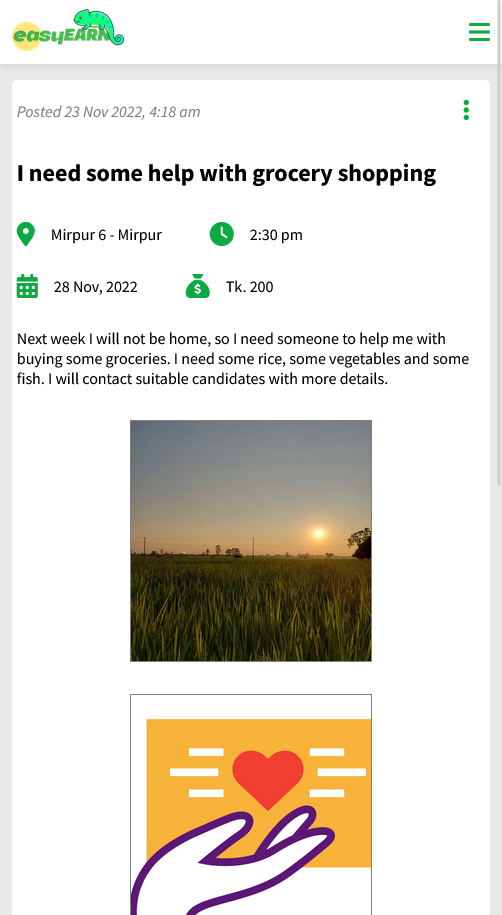 easyEARN
Posted 23 Nov 2022, 4:18 am
I need some help with grocery shopping
Mirpur 6 - Mirpur
2:30 pm
28 Nov, 2022
Tk. 200
Next week I will not be home, so I need someone to help me with
buying some groceries. I need some rice, some vegetables and some
fish. I will contact suitable candidates with more details.